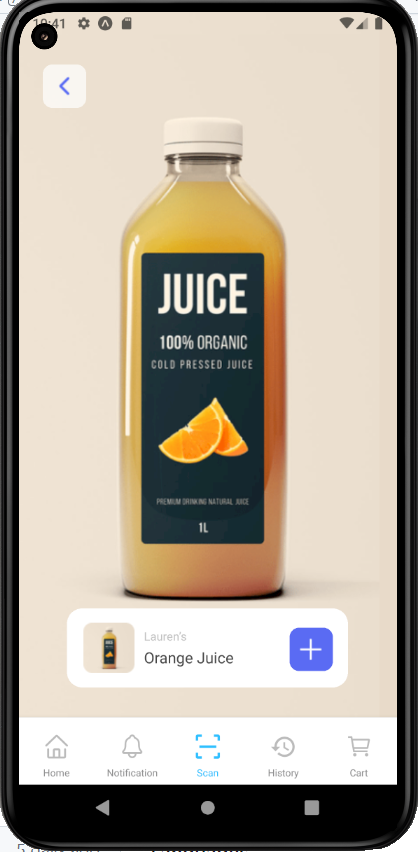 10:41
JUICE
100% ORGANIC
COLD PRESSED JUICE
PREMIUM DRINKING NATURAL JUICE
1L
Lauren's
Orange Juice
Home
Notification
Scan
History
Cart